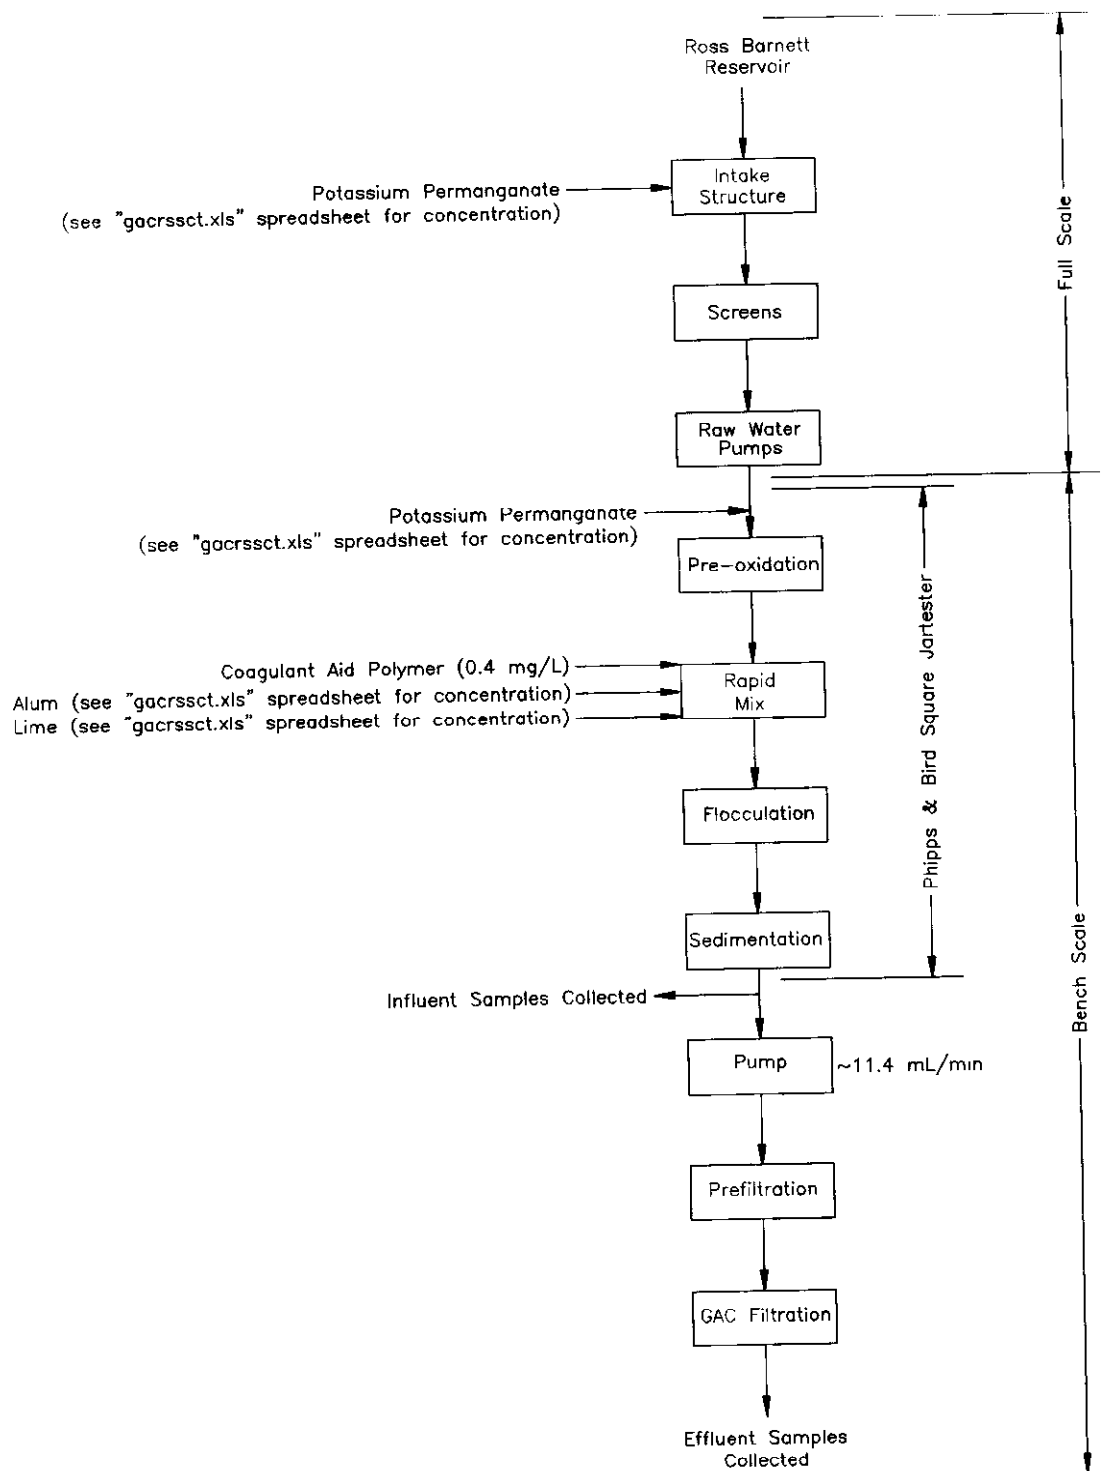 Ross Barnett
Reservoir
Intake
Structure
Potassium Permanganate
(see "gacrssct.xls" spreadsheet for concentration)
Screens
Full Scale
Raw Water
Pumps
Potassium Permanganate
(see "gacrssct.xls" spreadsheet for concentration)
Pre-oxidation
Coagulant Aid Polymer (0.4 mg/L)
Alum (see "gacrssct.xls" spreadsheet for concentration)
Lime (see "gacrssct.xls" spreadsheet for concentration)
Rapid
Mix
Flocculation
Phipps & Bird Square Jartester
Sedimentation
Influent Samples Collected
Bench Scale
Pump
~11.4 mL/min
Prefiltration
GAC Filtration
Effluent Samples
Collected